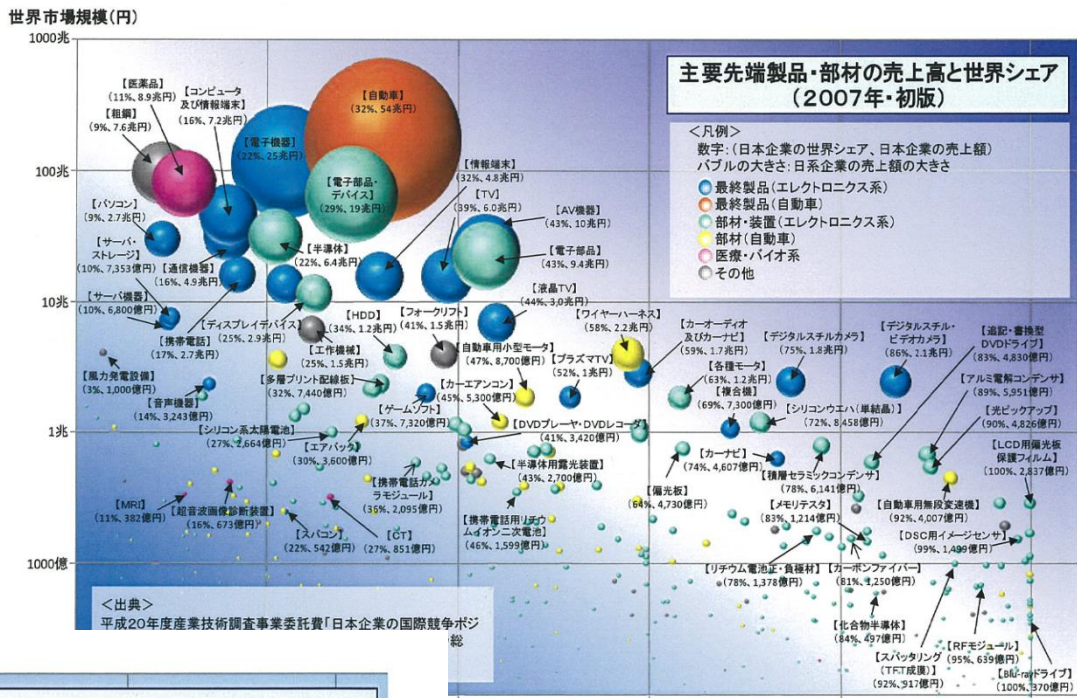 世界市場規模(円)
1000兆
100兆
10兆
1兆
1000億
主要先端製品・部材の売上高と世界シェア
(2007年・初版)
＜凡例＞
数字:(日本企業の世界シェア、日本企業の売上額)
バブルの大きさ:日系企業の売上額の大きさ
最終製品(エレクトロニクス系)
最終製品(自動車)
部材・装置(エレクトロニクス系)
部材(自動車)
医療・バイオ系
その他
【医薬品】
(11%, 8.9兆円)
【粗鋼】
(9%, 7.6兆円)
【コンピュータ
及び情報端末】
(16%, 7.2兆円)
【電子機器】
(22%, 25兆円)
【自動車】
(32%, 54兆円)
【電子部品・
デバイス】
(29%, 19兆円)
【情報端末】
(32%, 4.8兆円)
【TV】
(39%, 6.0兆円)
【AV機器】
(43%, 10兆円)
【電子部品】
(43%, 9.4兆円)
【パソコン】
(9%, 2.7兆円)
【サーバ・
ストレージ】
(10%, 7,353億円)
【通信機器】
(16%, 4.9兆円)
【半導体】
(22%, 6.4兆円)
【サーバ機器】
(10%, 6,800億円)
【携帯電話】
(17%, 2.7兆円)
【ディスプレイデバイス】
(25%, 2.9兆円)
【工作機械】
(25%, 1.5兆円)
【HDD】
(34%, 1.2兆円)
【フォークリフト】
(41%, 1.5兆円)
【液晶TV】
(44%, 3.0兆円)
【自動車用小型モータ】
(47%, 8,700億円)
【ワイヤーハーネス】
(58%, 2.2兆円)
【プラズマTV】
(52%, 1兆円)
【カーオーディオ
及びカーナビ】
(59%, 1.7兆円)
【各種モータ】
(63%, 1.2兆円)
【複合機】
(69%, 7,300億円)
【デジタルスチルカメラ】
(75%, 1.8兆円)
【デジタルスチル・
ビデオカメラ】
(86%, 2.1兆円)
【追記・書換型
DVDドライブ】
(83%, 4,830億円)
【アルミ電解コンデンサ】
(89%, 5,951億円)
【光ピックアップ】
(90%, 4,826億円)
【LCD用偏光板
保護フィルム】
(100%, 2,837億円)
【風力発電設備】
(3%, 1,000億円)
【音声機器】
(14%, 3,243億円)
【多層プリント配線板】
(32%, 7,440億円)
【カーエアコン】
(45%, 5,300億円)
【ゲームソフト】
(37%, 7,320億円)
【シリコン系太陽電池】
(27%, 2,664億円)
【エアバック】
(30%, 3,600億円)
【DVDプレーヤ・DVDレコーダ】
(41%, 3,420億円)
【シリコンウエハ(単結晶)】
(72%, 8,458億円)
【カーナビ】
(74%, 4,607億円)
【積層セラミックコンデンサ】
(78%, 6,141億円)
【半導体用露光装置】
(43%, 2,700億円)
【携帯電話カメ
ラモジュール】
(36%, 2,095億円)
【偏光板】
(64%, 4,730億円)
【自動車用無段変速機】
(92%, 4,007億円)
【MRI】
(11%, 382億円)
【超音波画像診断装置】
(16%, 673億円)
【スパコン】
(22%, 542億円)
【CT】
(27%, 851億円)
【携帯電話用リチウ
ムイオン二次電池】
(46%, 1,599億円)
【メモリテスタ】
(83%, 1,214億円)
【DSC用イメージセンサ】
(99%, 1,499億円)
【リチウム電池正・負極材】
(78%, 1,378億円)
【カーボンファイバー】
(81%, 1,250億円)
【化合物半導体】
(84%, 497億円)
【スパッタリング
(TFT成膜)】
(92%, 917億円)
【RFモジュール】
(95%, 639億円)
【Blu-rayドライブ】
(100%, 370億円)
＜出典＞
平成20年度産業技術調査事業委託費「日本企業の国際競争ポジ
総